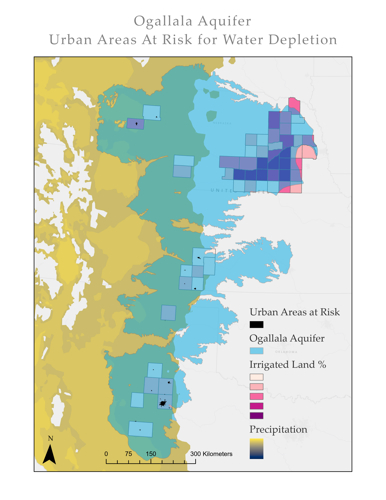 Ogallala Aquifer
Urban Areas At Risk for Water Depletion
Urban Areas at Risk
Ogallala Aquifer
Irrigated Land %
Precipitation
N
0 75 150 300 Kilometers